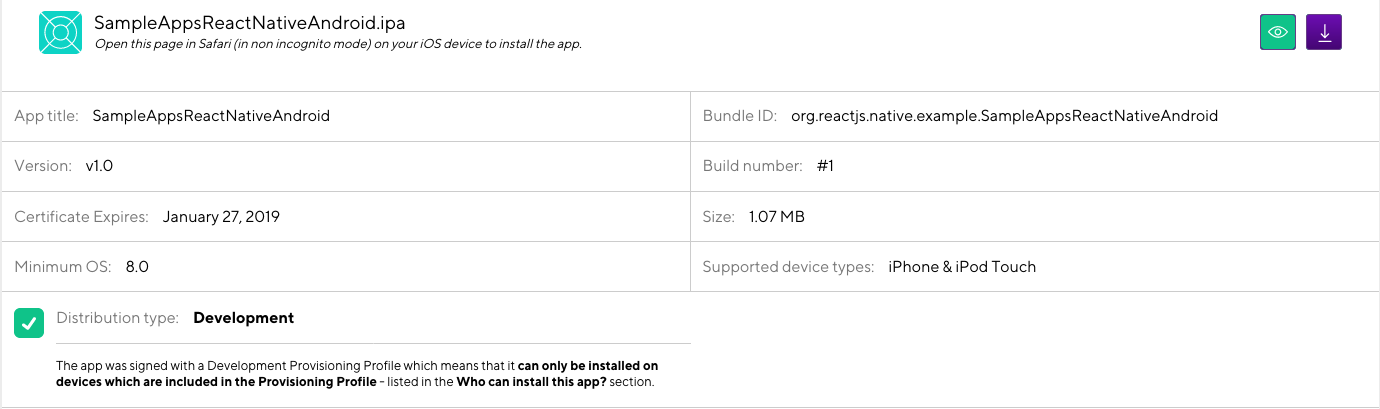 SampleAppsReactNativeAndroid.ipa
Open this page in Safari (in non incognito mode) on your iOS device to install the app.
App title: SampleAppsReactNativeAndroid
Bundle ID: org.reactjs.native.example.SampleAppsReactNativeAndroid
Version: v1.0
Build number: #1
Certificate Expires: January 27, 2019
Size: 1.07 MB
Minimum OS: 8.0
Supported device types: iPhone & iPod Touch
Distribution type: Development
The app was signed with a Development Provisioning Profile which means that it can only be installed on
devices which are included in the Provisioning Profile - listed in the Who can install this app? section.